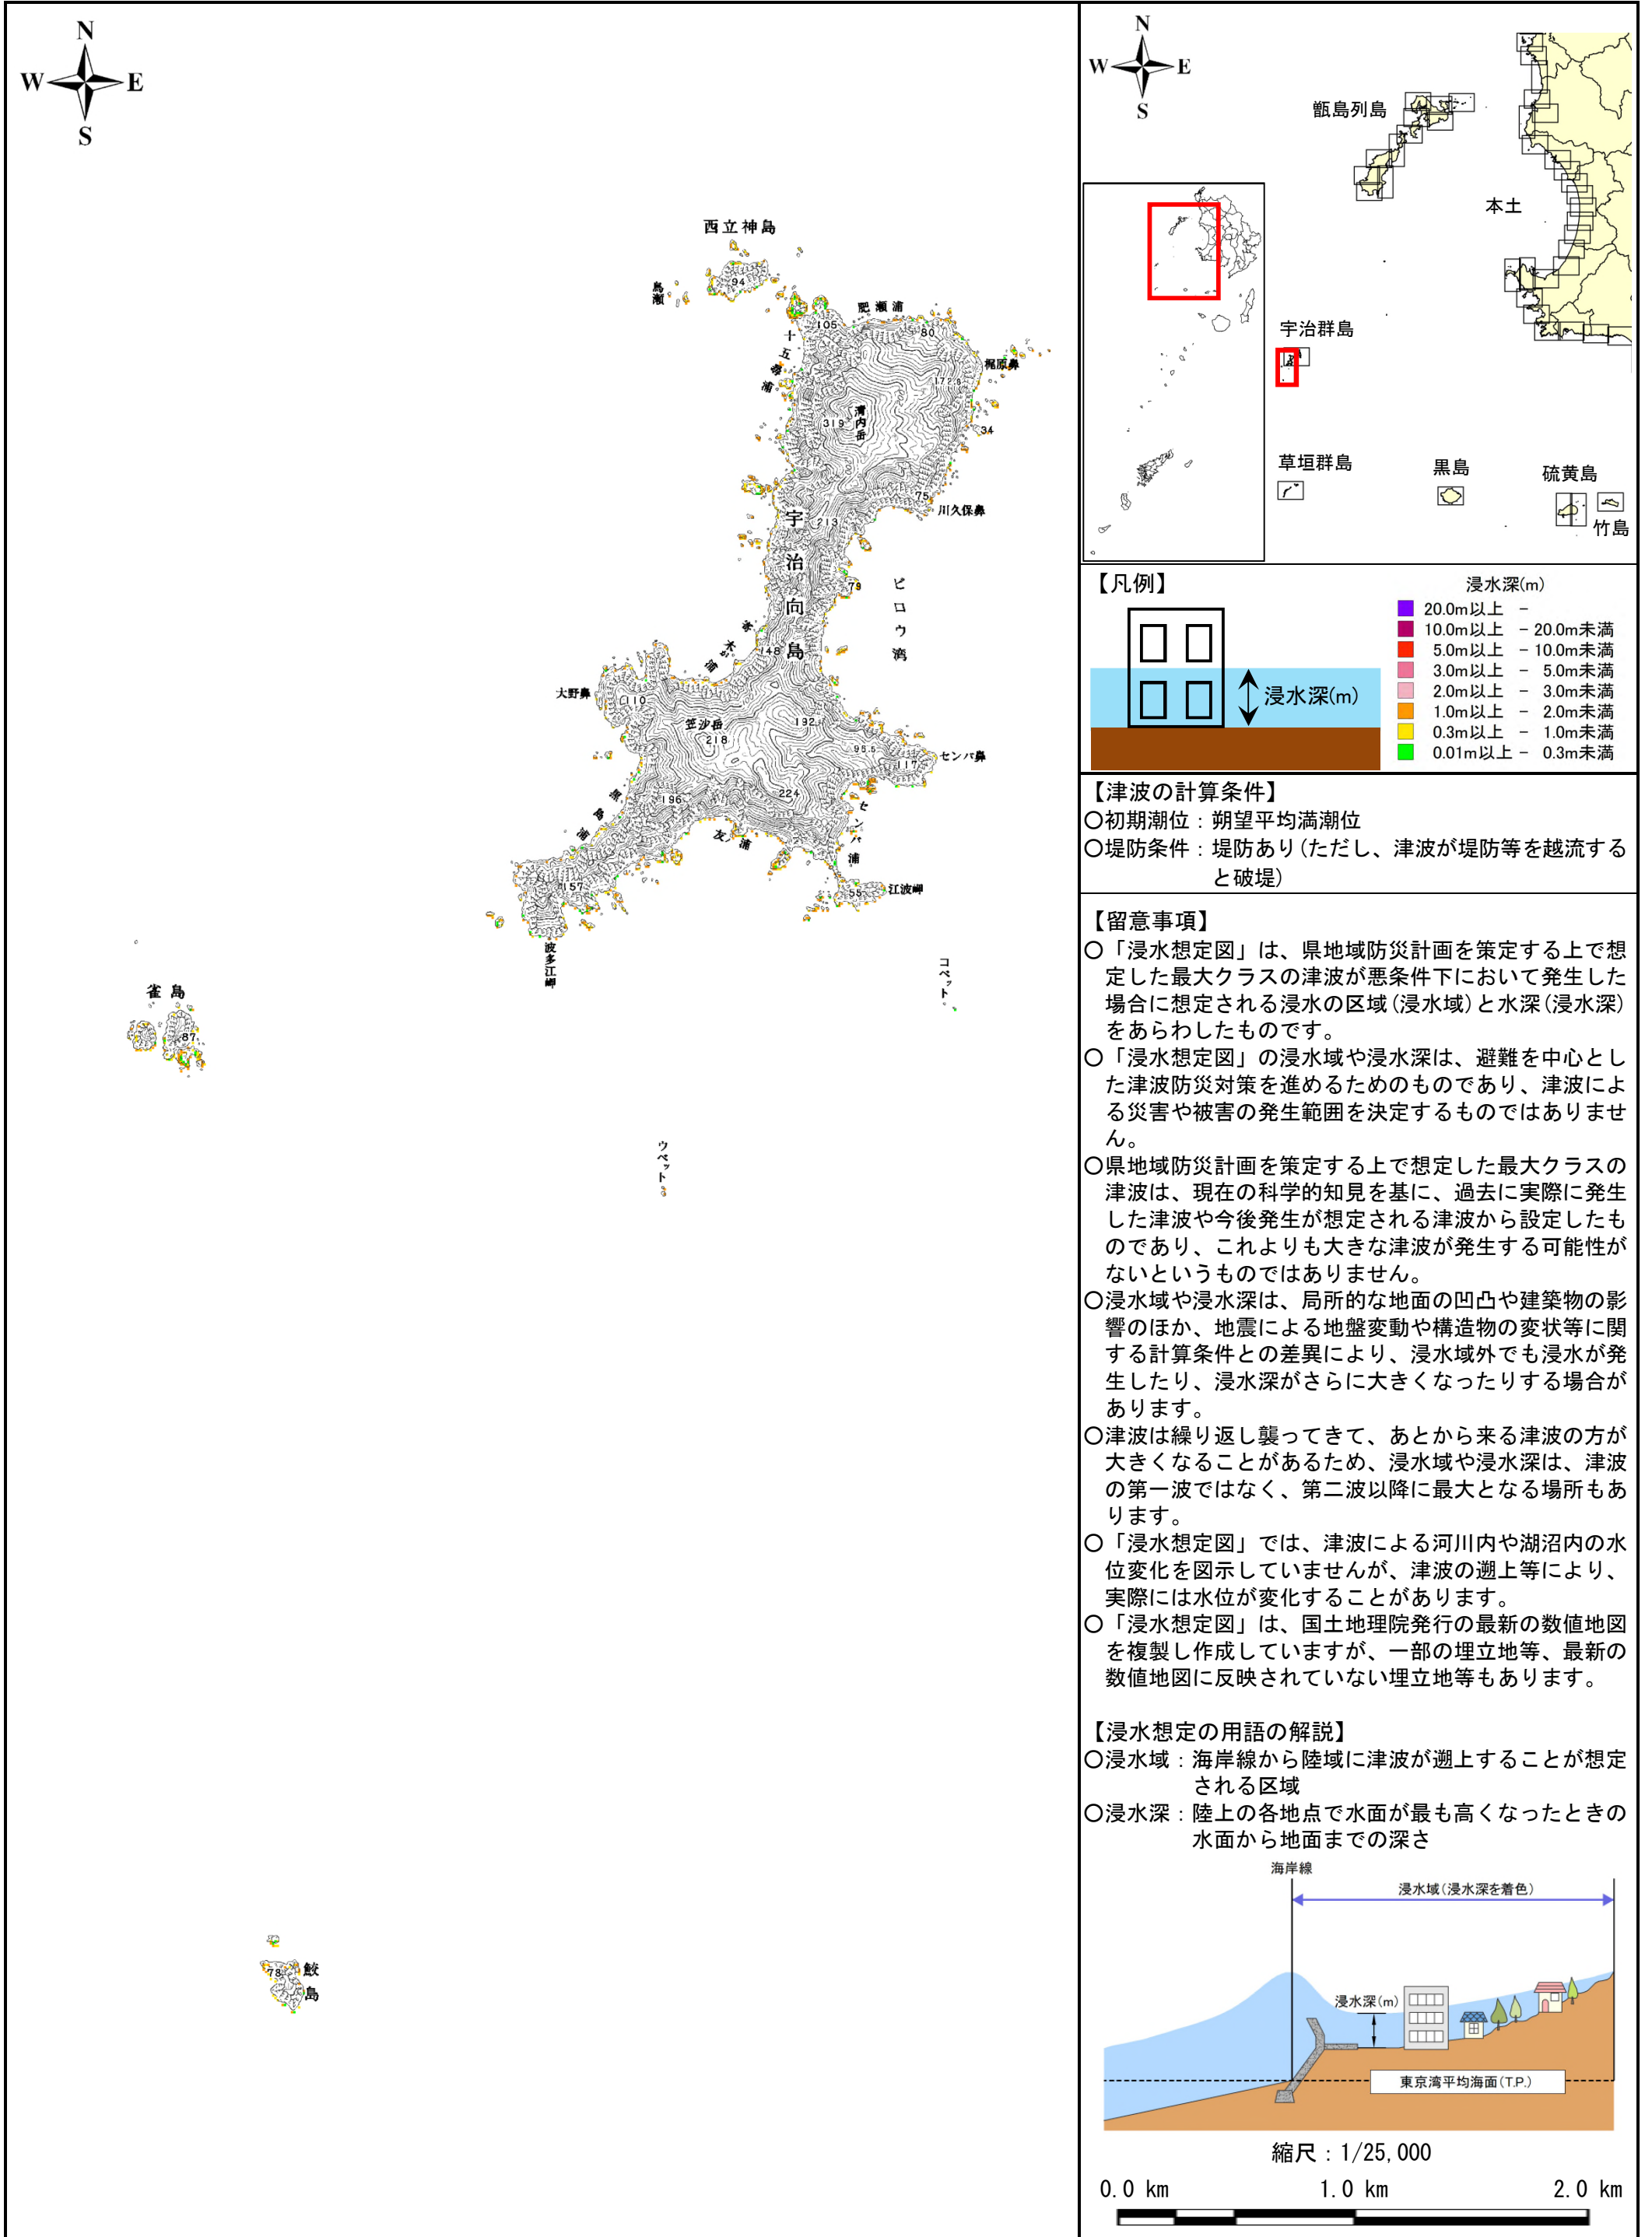 N
W E
S
西立神島
94
鳥瀬
105
肥瀬浦
80
十五尋浦
梶原鼻
172.8
319
湾内岳
34
75
川久保鼻
213
宇治向島
79
ビロウ湾
148
大野鼻
110
笠沙岳
218
192
95.5
117
センバ鼻
196
224
センバ浦
黒島浦
友ノ浦
157
55
江波岬
波多江岬
コベット
雀島
87
ウベット
78
鮫島
N
W E
S
甑島列島
本土
宇治群島
草垣群島
黒島
硫黄島
竹島
【凡例】
浸水深(m)
浸水深(m)
20.0m以上 -
10.0m以上 - 20.0m未満
5.0m以上 - 10.0m未満
3.0m以上 - 5.0m未満
2.0m以上 - 3.0m未満
1.0m以上 - 2.0m未満
0.3m以上 - 1.0m未満
0.01m以上 - 0.3m未満
【津波の計算条件】
○初期潮位：朔望平均満潮位
○堤防条件：堤防あり(ただし、津波が堤防等を越流する
と破堤)
【留意事項】
○「浸水想定図」は、県地域防災計画を策定する上で想
定した最大クラスの津波が悪条件下において発生した
場合に想定される浸水の区域(浸水域)と水深(浸水深)
をあらわしたものです。
○「浸水想定図」の浸水域や浸水深は、避難を中心とし
た津波防災対策を進めるためのものであり、津波によ
る災害や被害の発生範囲を決定するものではありませ
ん。
○県地域防災計画を策定する上で想定した最大クラスの
津波は、現在の科学的知見を基に、過去に実際に発生
した津波や今後発生が想定される津波から設定したも
のであり、これよりも大きな津波が発生する可能性が
ないというものではありません。
○浸水域や浸水深は、局所的な地面の凹凸や建築物の影
響のほか、地震による地盤変動や構造物の変状等に関
する計算条件との差異により、浸水域外でも浸水が発
生したり、浸水深がさらに大きくなったりする場合が
あります。
○津波は繰り返し襲ってきて、あとから来る津波の方が
大きくなることがあるため、浸水域や浸水深は、津波
の第一波ではなく、第二波以降に最大となる場所もあ
ります。
○「浸水想定図」では、津波による河川内や湖沼内の水
位変化を図示していませんが、津波の遡上等により、
実際には水位が変化することがあります。
○「浸水想定図」は、国土地理院発行の最新の数値地図
を複製し作成していますが、一部の埋立地等、最新の
数値地図に反映されていない埋立地等もあります。
【浸水想定の用語の解説】
○浸水域：海岸線から陸域に津波が遡上することが想定
される区域
○浸水深：陸上の各地点で水面が最も高くなったときの
水面から地面までの深さ
海岸線
浸水域(浸水深を着色)
浸水深(m)
東京湾平均海面(T.P.)
縮尺：1/25,000
0.0 km 1.0 km 2.0 km